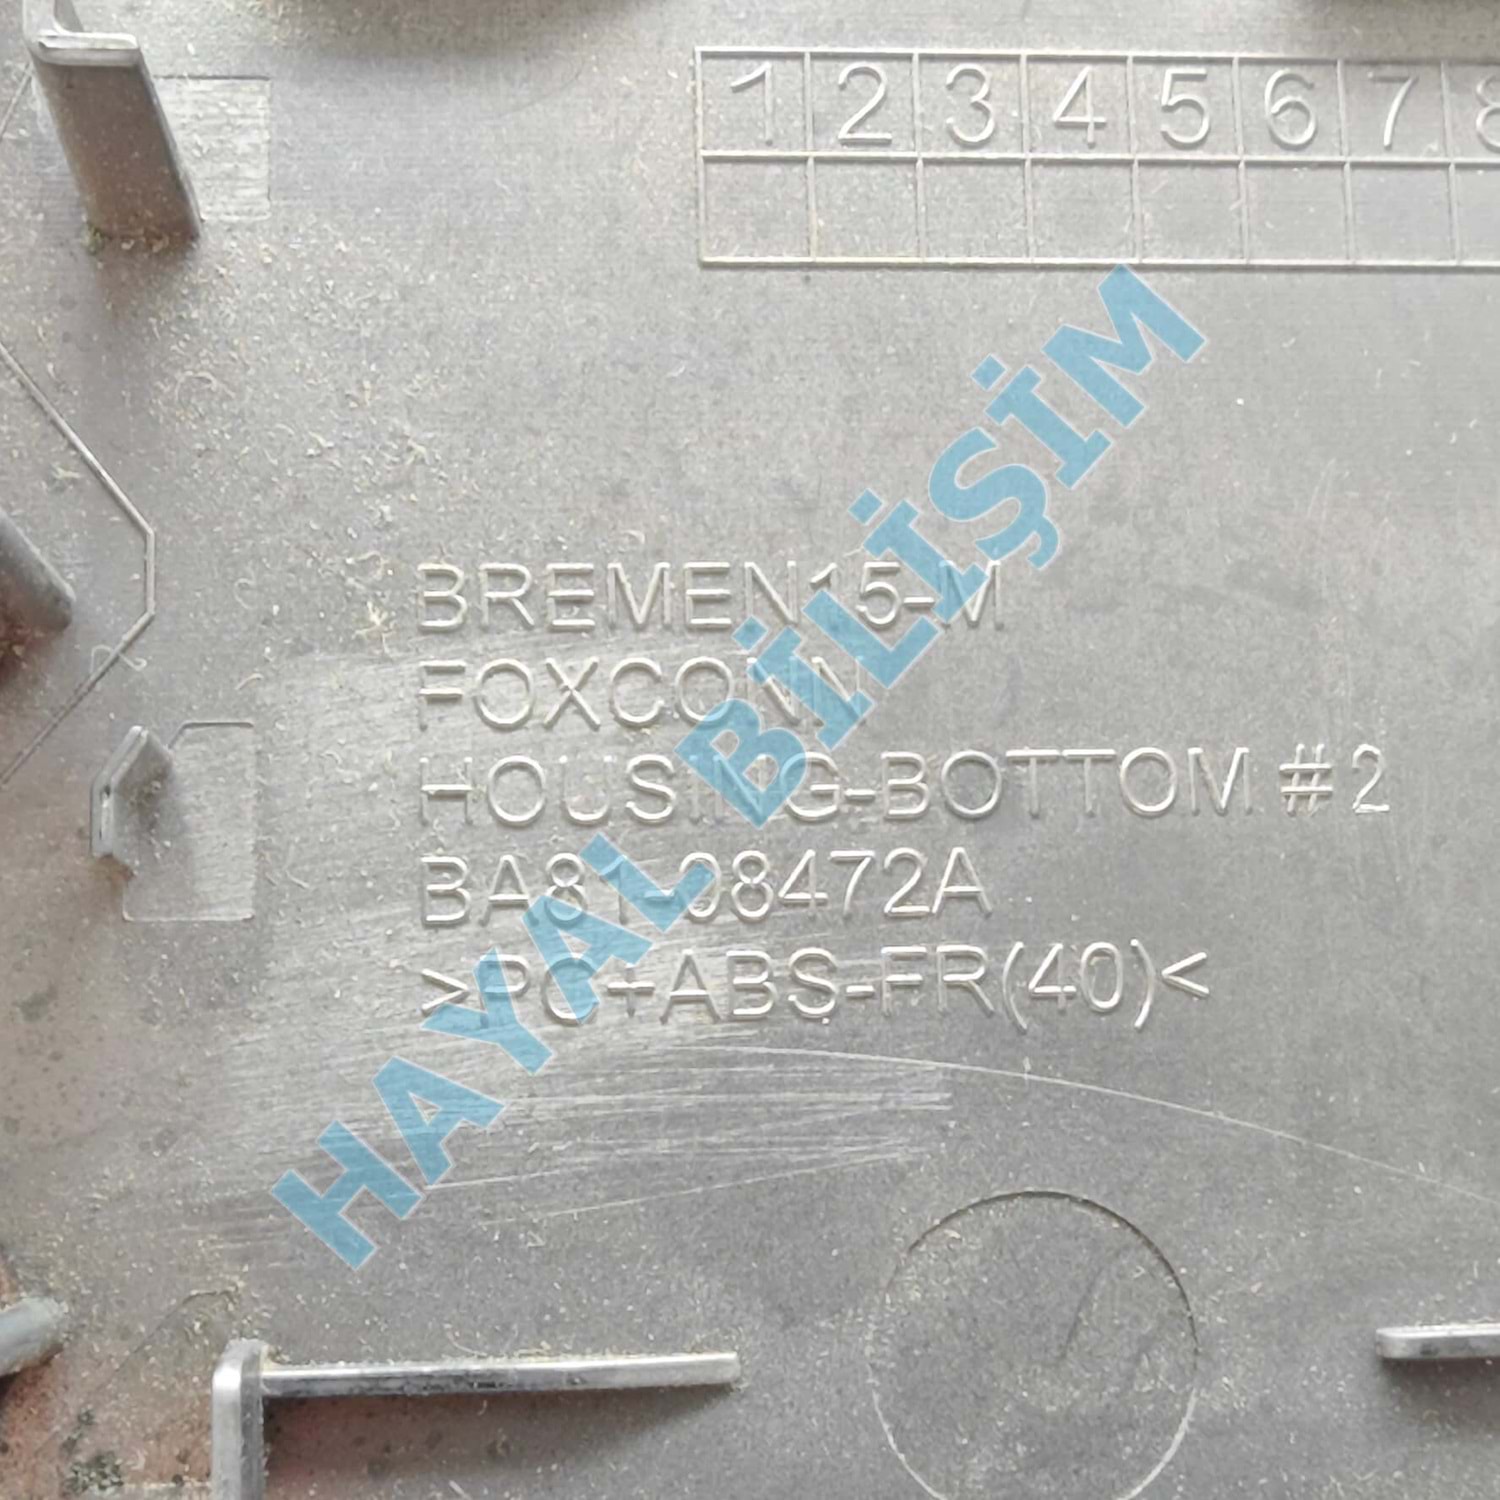 1 2 3 4 5 6 7 8
BREMEN15-M
FOXCONN
HOUSING-BOTTOM #2
BA81-08472A
>PC+ABS-FR(40)<
HAYAL BİLİŞİM